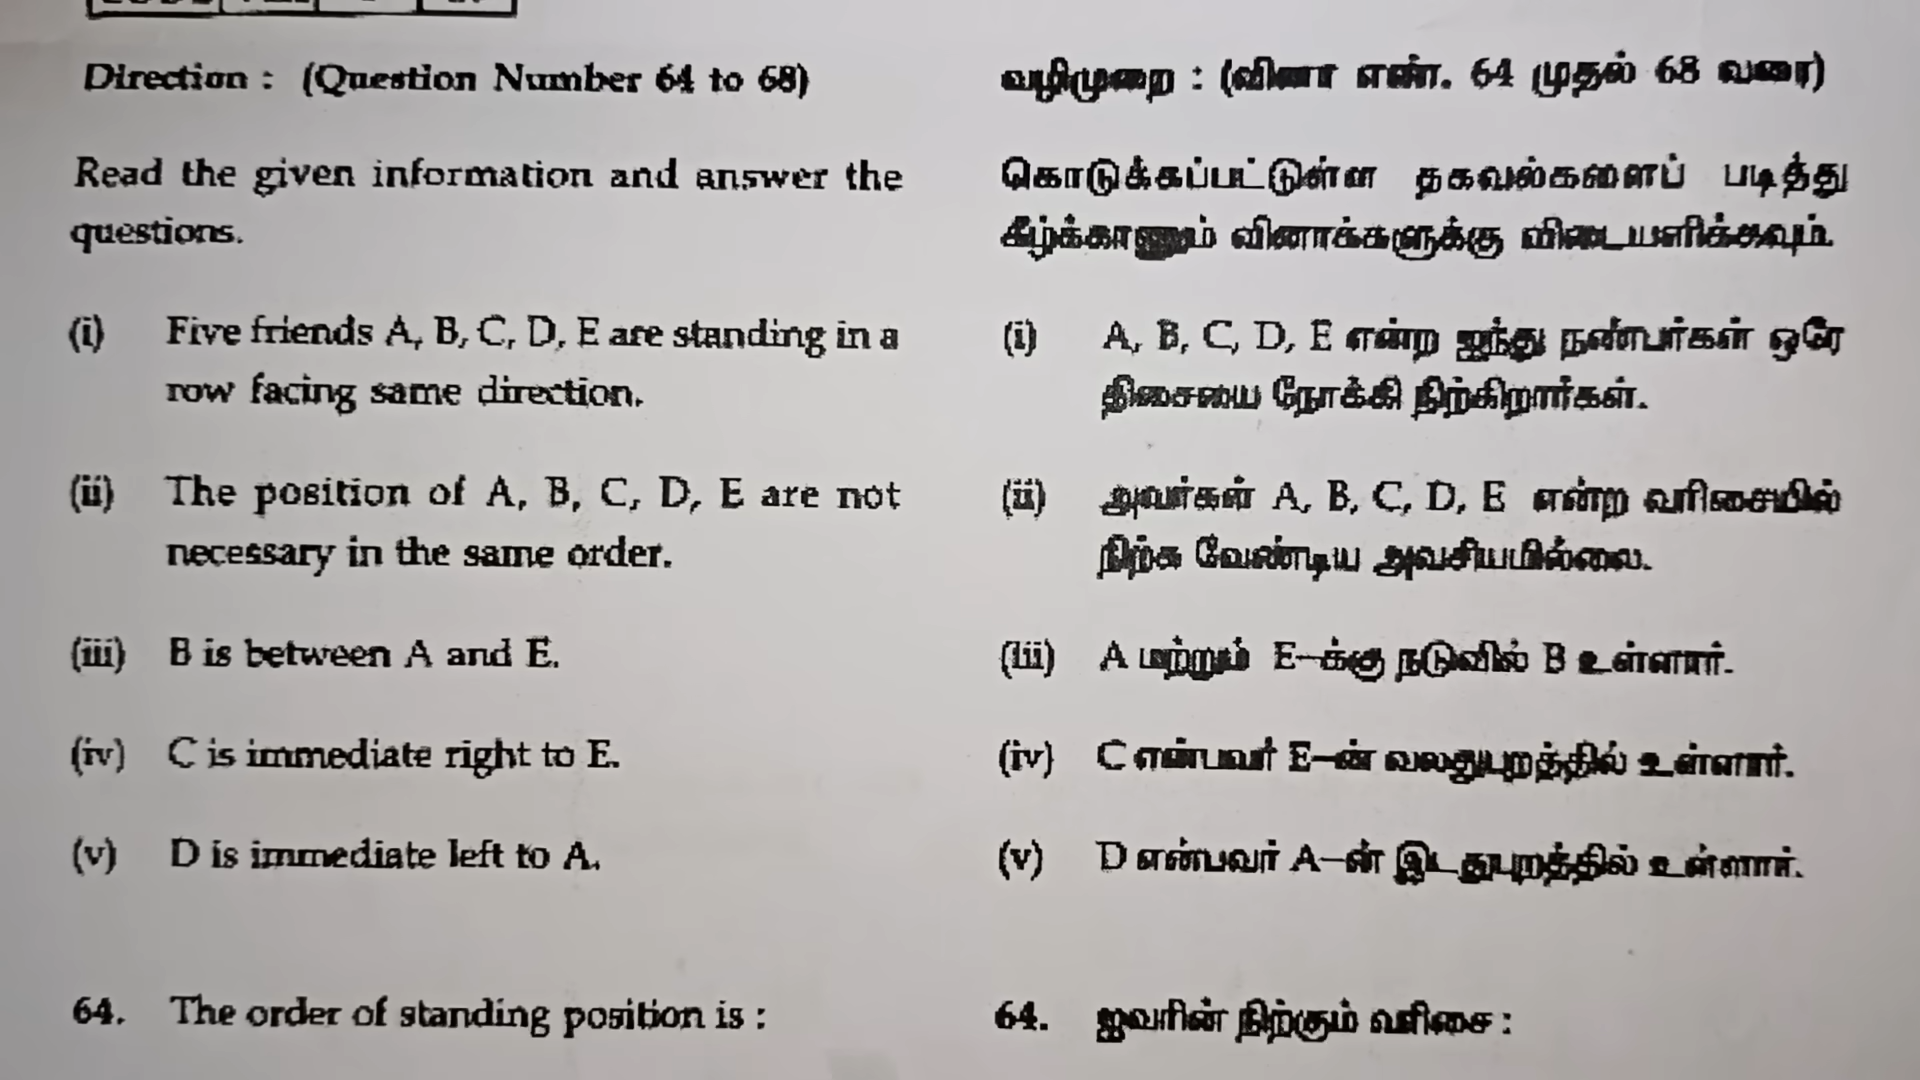 Direction : (Question Number 64 to 68)
Read the given information and answer the
questions.
(i) Five friends A, B, C, D, E are standing in a
row facing same direction.
(ii) The position of A, B, C, D, E are not
necessary in the same order.
(iii) B is between A and E.
(iv) C is immediate right to E.
(v) D is immediate left to A.
64. The order of standing position is :
வழிமுறை : (வினா எண். 64 முதல் 68 வரை)
கொடுக்கப்பட்டுள்ள தகவல்களைப் படித்து
கீழ்க்காணும் வினாக்களுக்கு விடையளிக்கவும்.
(i) A, B, C, D, E என்ற ஐந்து நண்பர்கள் ஒரே
திசையை நோக்கி நிற்கிறார்கள்.
(ii) அவர்கள் A, B, C, D, E என்ற வரிசையில்
நிற்க வேண்டிய அவசியமில்லை.
(iii) A மற்றும் E–க்கு நடுவில் B உள்ளார்.
(iv) C என்பவர் E–ன் வலதுபுறத்தில் உள்ளார்.
(v) D என்பவர் A–ன் இடதுபுறத்தில் உள்ளார்.
64. ஐவரின் நிற்கும் வரிசை :